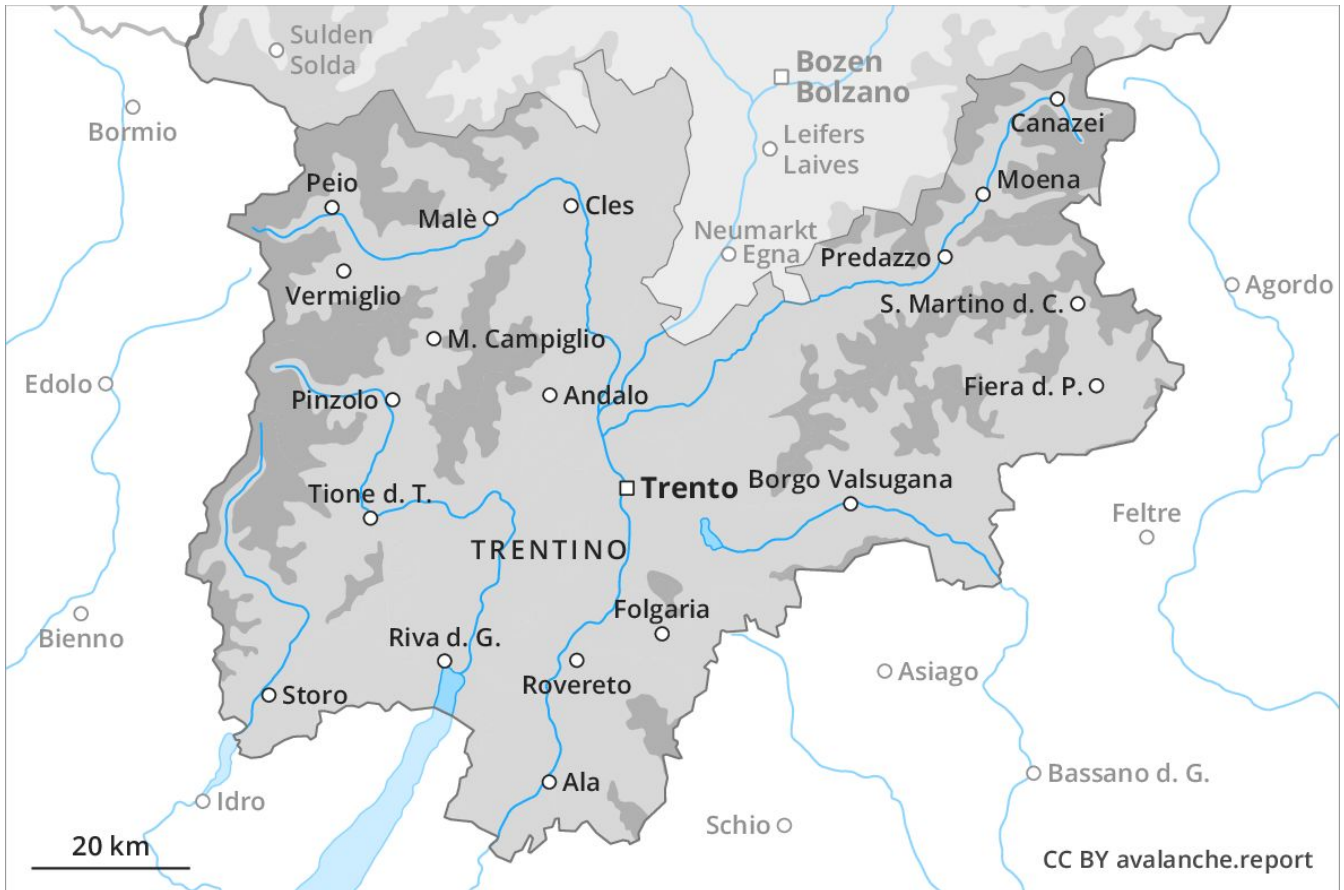 Sulden
Solda
Bozen
Bolzano
Bormio
Canazei
Leifers
Laives
Moena
Peio
Malè
Cles
Neumarkt
Egna
Predazzo
Vermiglio
S. Martino d. C.
Agordo
M. Campiglio
Edolo
Pinzolo
Andalo
Fiera d. P.
Trento
Borgo Valsugana
Tione d. T.
Feltre
TRENTINO
Folgaria
Bienno
Riva d. G.
Asiago
Rovereto
Storo
Bassano d. G.
Ala
Idro
Schio
20 km
CC BY avalanche.report